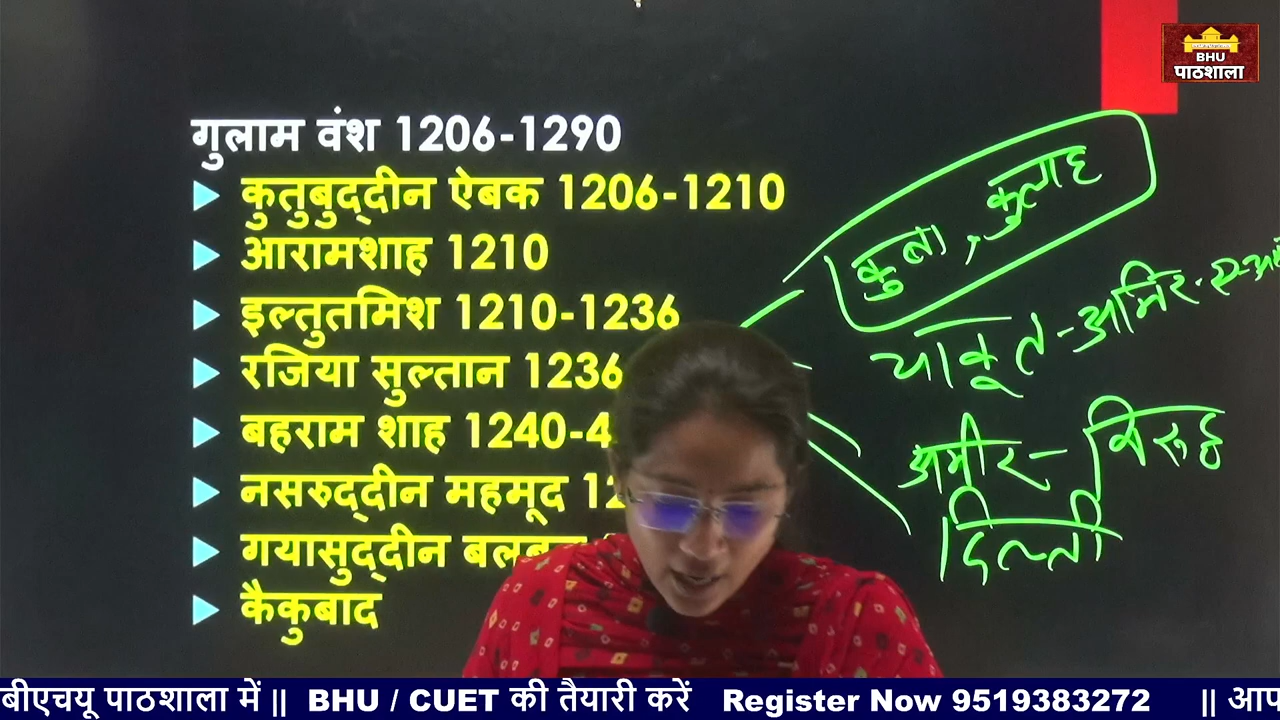 BHU
पाठशाला
गुलाम वंश 1206-1290
कुतुबुद्दीन ऐबक 1206-1210
आरामशाह 1210
इल्तुतमिश 1210-1236
रजिया सुल्तान 1236
बहराम शाह 1240-4
नसरुद्दीन महमूद 12
गयासुद्दीन बलबन
कैकुबाद
कुबा, कुलाह
याकूत - अमिर-
अमीर - विरुद्ध
दिल्ली
बीएचयू पाठशाला में || BHU / CUET की तैयारी करें Register Now 9519383272 || आप